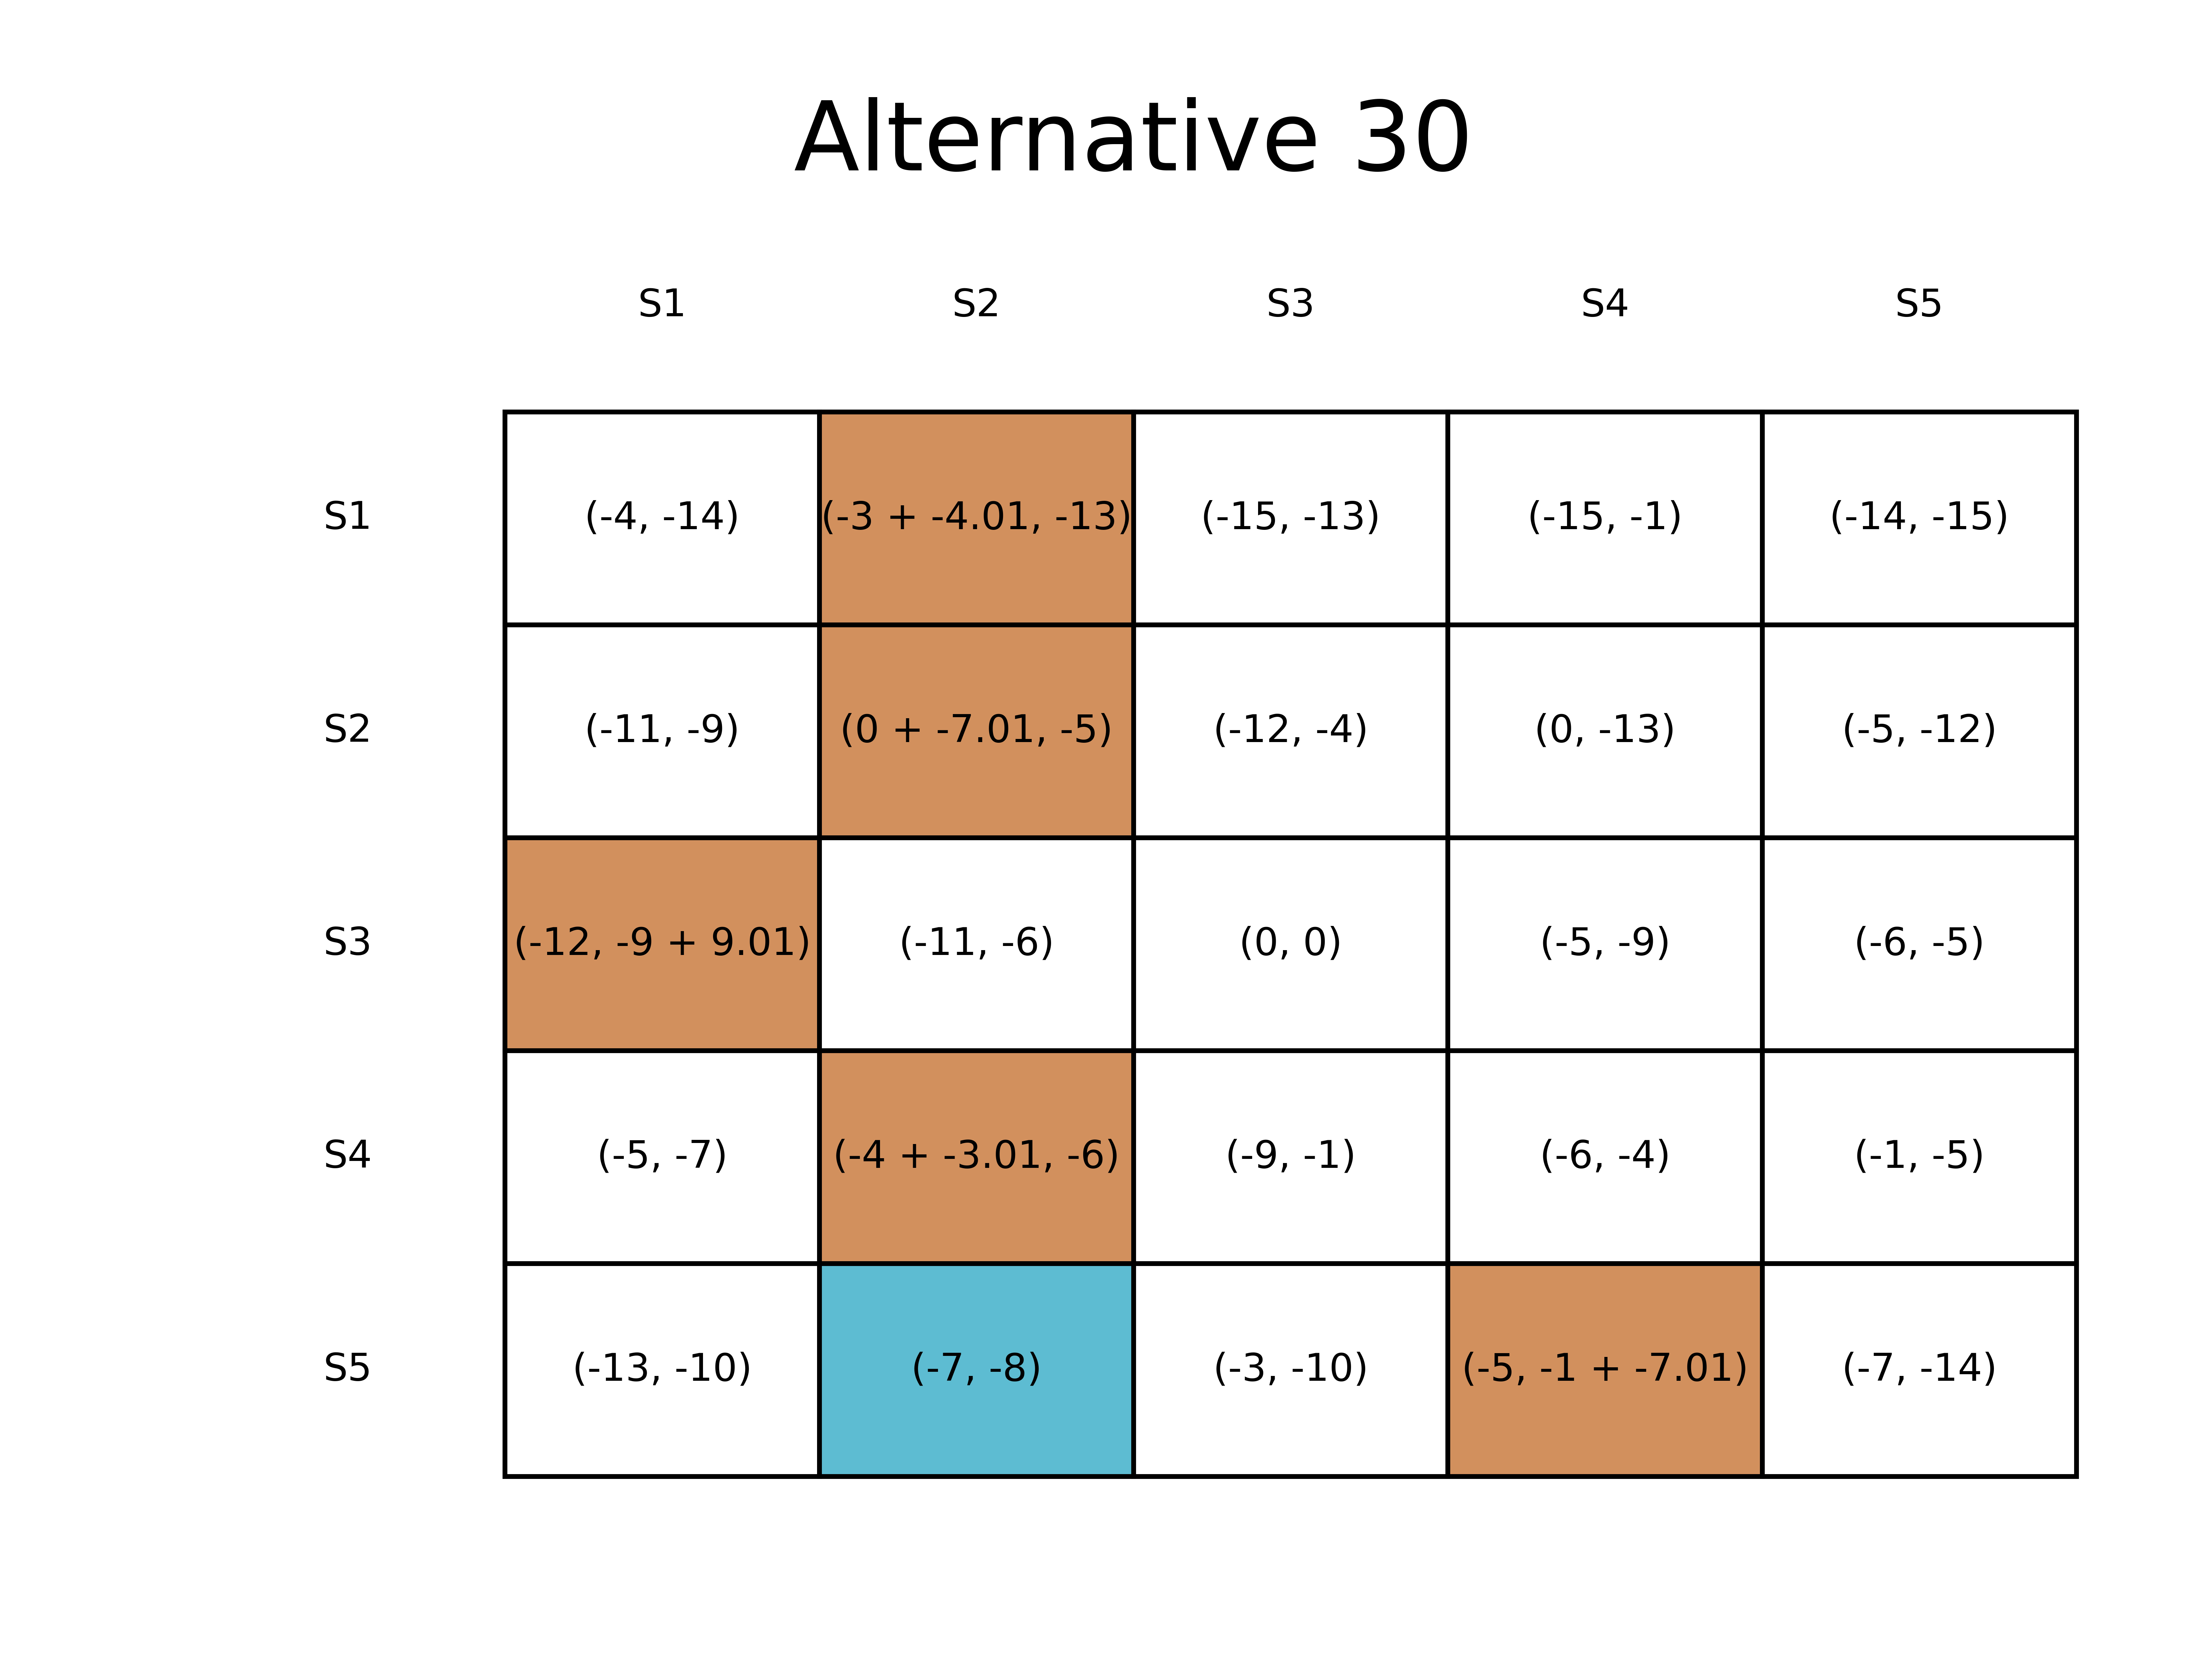 Alternative 30
S1 S2 S3 S4 S5
S1 (-4, -14) (-3 + -4.01, -13) (-15, -13) (-15, -1) (-14, -15)
S2 (-11, -9) (0 + -7.01, -5) (-12, -4) (0, -13) (-5, -12)
S3 (-12, -9 + 9.01) (-11, -6) (0, 0) (-5, -9) (-6, -5)
S4 (-5, -7) (-4 + -3.01, -6) (-9, -1) (-6, -4) (-1, -5)
S5 (-13, -10) (-7, -8) (-3, -10) (-5, -1 + -7.01) (-7, -14)